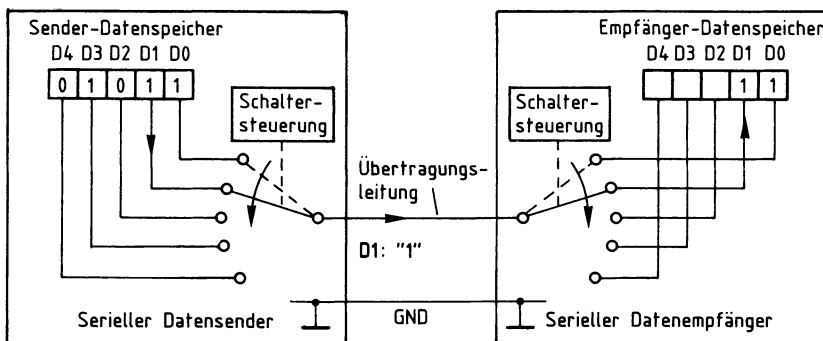 Sender-Datenspeicher
D4 D3 D2 D1 D0
0 1 0 1 1
Schalter-
steuerung
Übertragungs-
leitung
D1: "1"
GND
Serieller Datensender
Empfänger-Datenspeicher
D4 D3 D2 D1 D0
1 1
Schalter-
steuerung
Serieller Datenempfänger